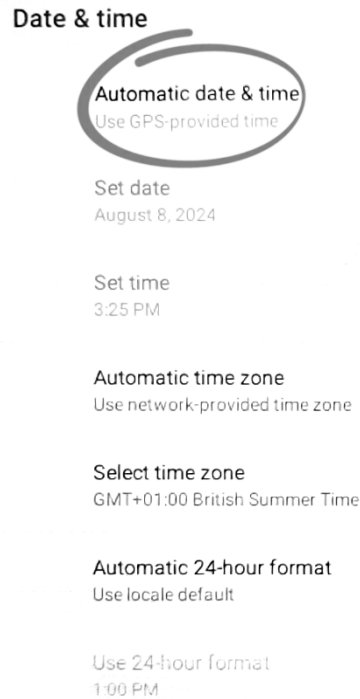 Date & time
Automatic date & time
Use GPS-provided time
Set date
August 8, 2024
Set time
3:25 PM
Automatic time zone
Use network-provided time zone
Select time zone
GMT+01:00 British Summer Time
Automatic 24-hour format
Use locale default
Use 24-hour format
1:00 PM